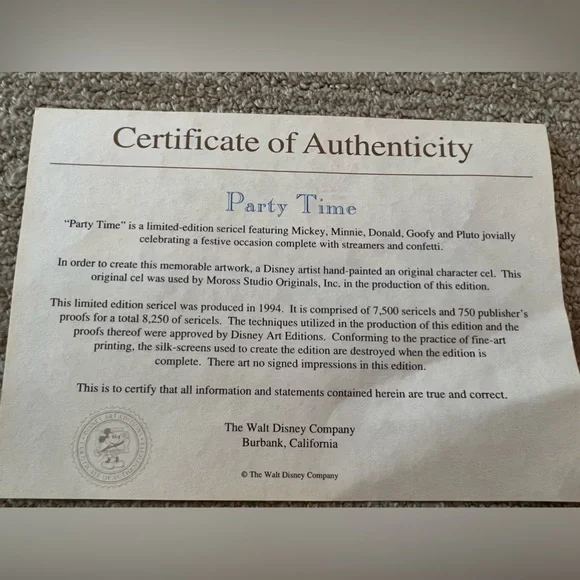 Certificate of Authenticity
Party Time
"Party Time" is a limited-edition sericel featuring Mickey, Minnie, Donald, Goofy and Pluto jovially
celebrating a festive occasion complete with streamers and confetti.
In order to create this memorable artwork, a Disney artist hand-painted an original character cel. This
original cel was used by Moross Studio Originals, Inc. in the production of this edition.
This limited edition sericel was produced in 1994. It is comprised of 7,500 sericels and 750 publisher's
proofs for a total 8,250 of sericels. The techniques utilized in the production of this edition and the
proofs thereof were approved by Disney Art Editions. Conforming to the practice of fine-art
printing, the silk-screens used to create the edition are destroyed when the edition is
complete. There art no signed impressions in this edition.
This is to certify that all information and statements contained herein are true and correct.
The Walt Disney Company
Burbank, California
© The Walt Disney Company